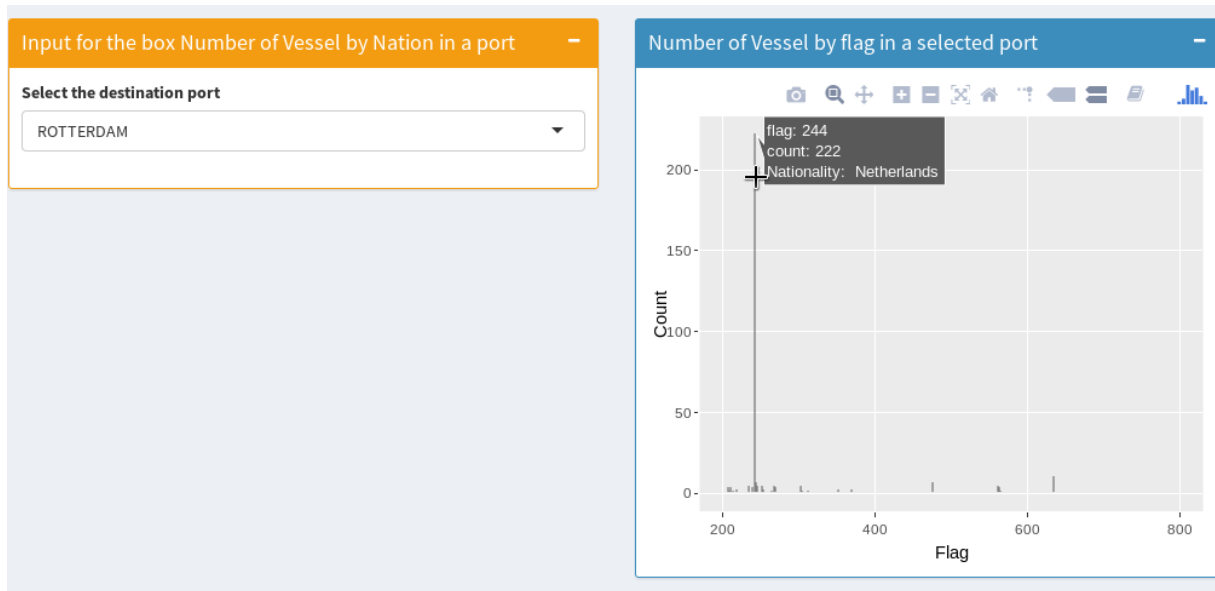 Input for the box Number of Vessel by Nation in a port
Select the destination port
ROTTERDAM
Number of Vessel by flag in a selected port
flag: 244
count: 222
Nationality: Netherlands
200
150
100
50
0
Count
200 400 600 800
Flag